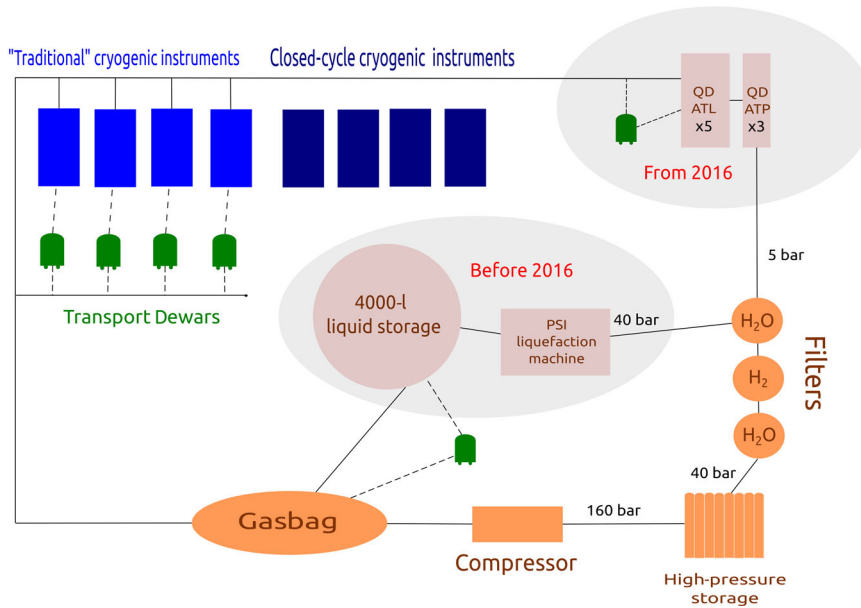 "Traditional" cryogenic instruments
Closed-cycle cryogenic instruments
QD
ATL
x5
QD
ATP
x3
From 2016
5 bar
Before 2016
4000-l
liquid storage
PSI
liquefaction
machine
40 bar
Transport Dewars
H₂O
H₂
H₂O
Filters
40 bar
Gasbag
Compressor
160 bar
High-pressure
storage